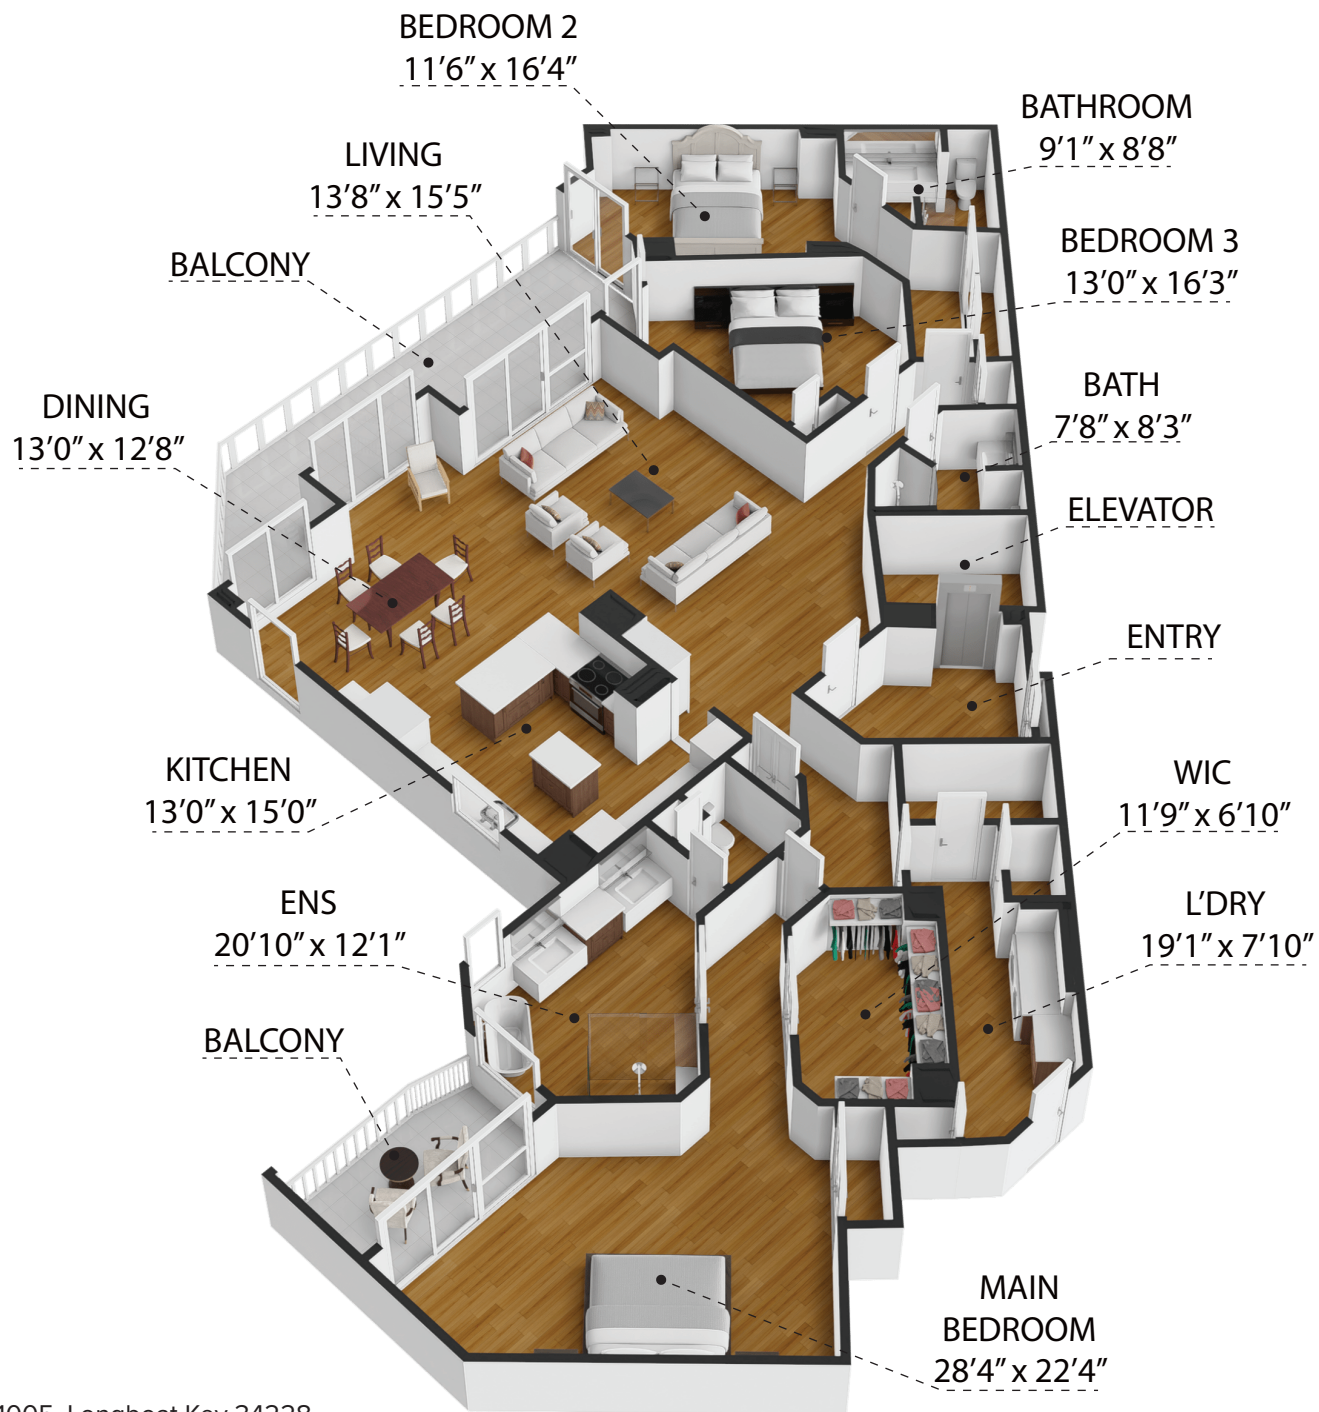 BEDROOM 2
11’6” x 16’4”
LIVING
13’8” x 15’5”
BALCONY
DINING
13’0” x 12’8”
BATHROOM
9’1” x 8’8”
BEDROOM 3
13’0” x 16’3”
BATH
7’8” x 8’3”
ELEVATOR
ENTRY
KITCHEN
13’0” x 15’0”
WIC
11’9” x 6’10”
ENS
20’10” x 12’1”
L’DRY
19’1” x 7’10”
BALCONY
MAIN
BEDROOM
28’4” x 22’4”
Longboat Key 34228